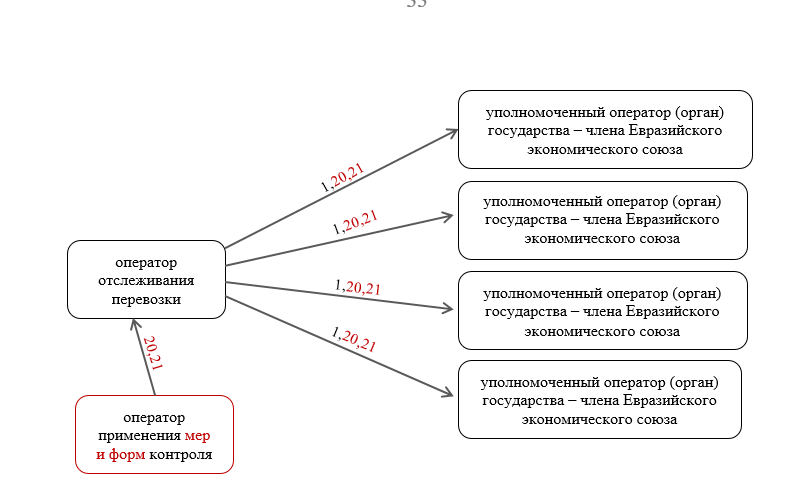 уполномоченный оператор (орган)
государства – члена Евразийского
экономического союза
1,20,21
уполномоченный оператор (орган)
государства – члена Евразийского
экономического союза
1,20,21
оператор
отслеживания
перевозки
уполномоченный оператор (орган)
государства – члена Евразийского
экономического союза
1,20,21
1,20,21
20,21
уполномоченный оператор (орган)
государства – члена Евразийского
экономического союза
оператор
применения мер
и форм контроля